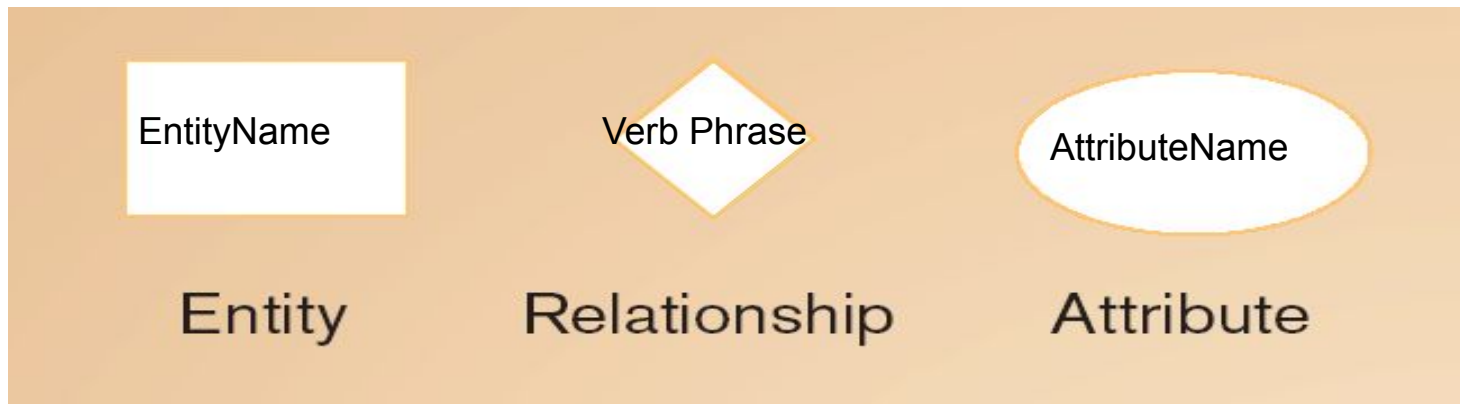 EntityName
Verb Phrase
AttributeName
Entity
Relationship
Attribute